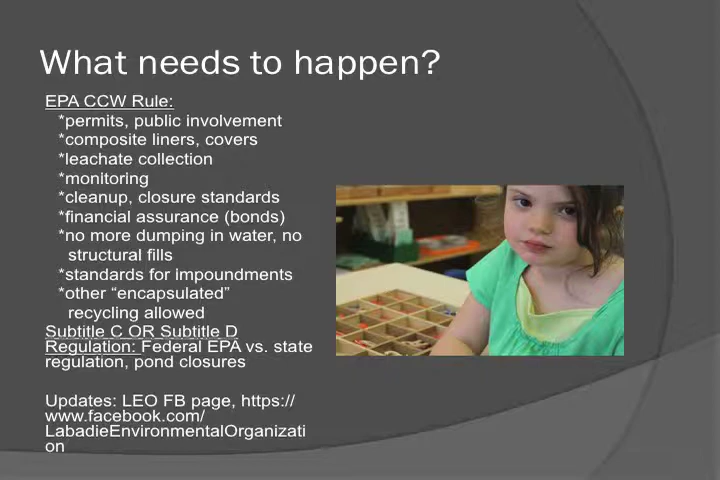 What needs to happen?
EPA CCW Rule:
*permits, public involvement
*composite liners, covers
*leachate collection
*monitoring
*cleanup, closure standards
*financial assurance (bonds)
*no more dumping in water, no
structural fills
*standards for impoundments
*other “encapsulated”
recycling allowed
Subtitle C OR Subtitle D
Regulation: Federal EPA vs. state
regulation, pond closures
Updates: LEO FB page, https://
www.facebook.com/
LabadieEnvironmentalOrganizati
on